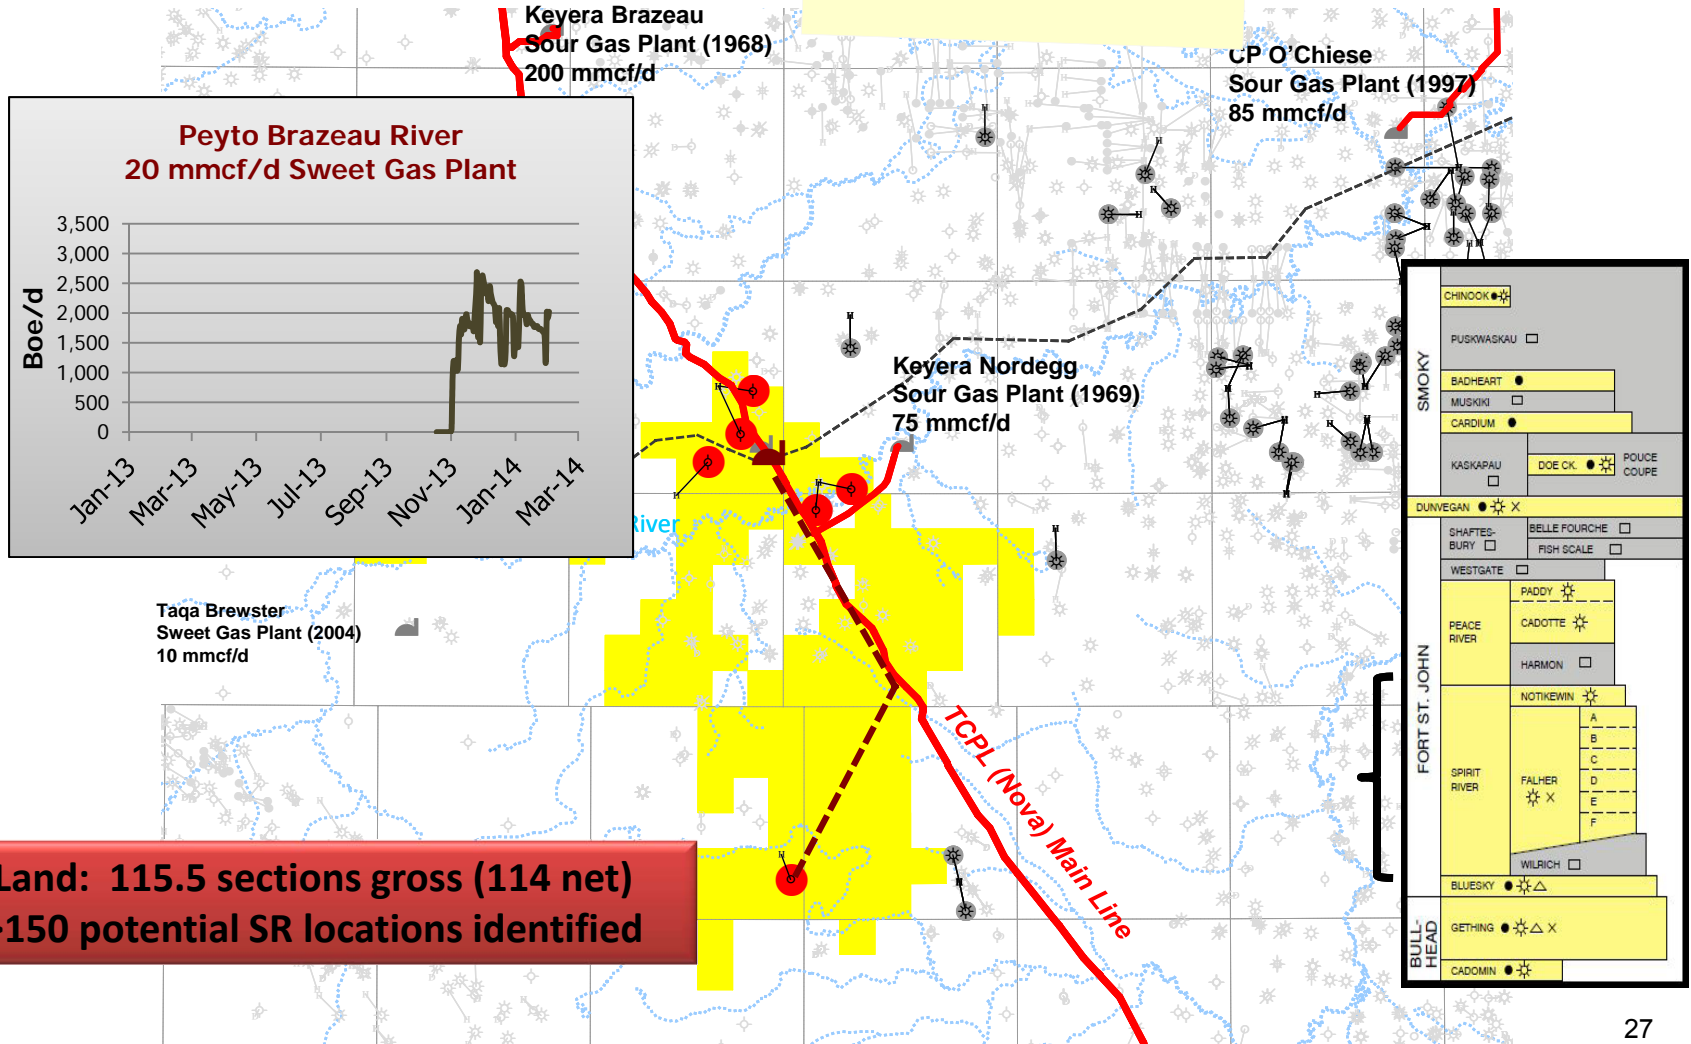 Keyera Brazeau
Sour Gas Plant (1968)
200 mmcf/d
CP O'Chiese
Sour Gas Plant (1997)
85 mmcf/d
Peyto Brazeau River
20 mmcf/d Sweet Gas Plant
Boe/d
3,500
3,000
2,500
2,000
1,500
1,000
500
0
Jan-13
Mar-13
May-13
Jul-13
Sep-13
Nov-13
Jan-14
Mar-14
Keyera Nordegg
Sour Gas Plant (1969)
75 mmcf/d
River
Taqa Brewster
Sweet Gas Plant (2004)
10 mmcf/d
TCPL (Nova) Main Line
Land: 115.5 sections gross (114 net)
150 potential SR locations identified
SMOKY
CHINOOK
PUSKWASKAU
BADHEART
MUSKIKI
CARDIUM
KASKAPAU
DOE CK.
POUCE
COUPE
DUNVEGAN
FORT ST. JOHN
SHAFTES-
BURY
BELLE FOURCHE
FISH SCALE
WESTGATE
PEACE
RIVER
PADDY
CADOTTE
HARMON
SPIRIT
RIVER
NOTIKEWIN
FALHER
A
B
C
D
E
F
WILRICH
BLUESKY
BULL-
HEAD
GETHING
CADOMIN
27